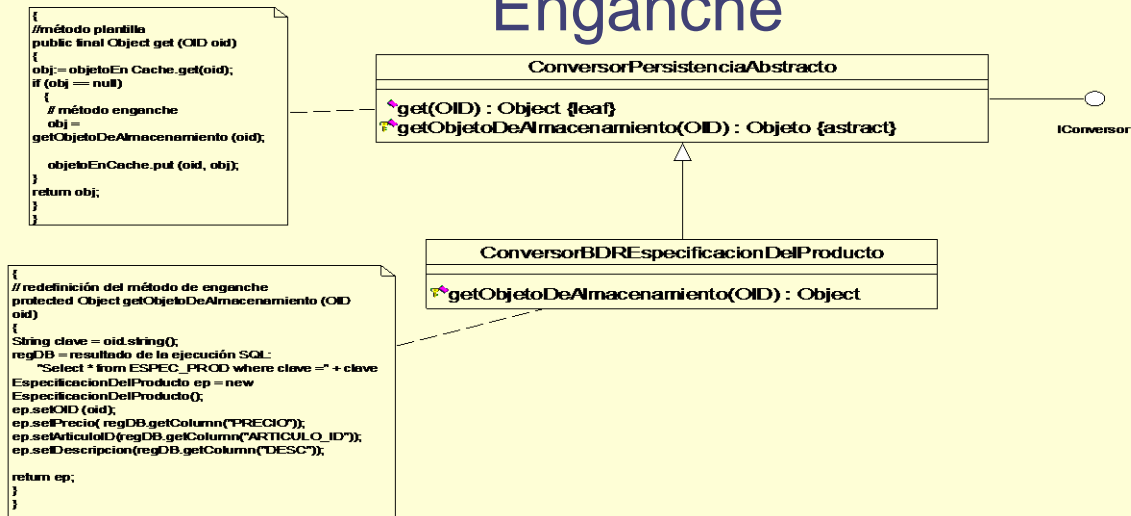 Enganche
{
//método plantilla
public final Object get (OID oid)
{
obj:= objetoEn Cache.get(oid);
if (obj == null)
{
// método enganche
obj =
getObjetoDeAlmacenamiento (oid);
objetoEnCache.put (oid, obj);
}
return obj;
}
}
ConversorPersistenciaAbstracto
get(OID) : Object {leaf}
getObjetoDeAlmacenamiento(OID) : Objeto {astract}
IConversor
ConversorBDREspecificacionDelProducto
getObjetoDeAlmacenamiento(OID) : Object
{
// redefinición del método de enganche
protected Object getObjetoDeAlmacenamiento (OID
oid)
{
String clave = oid.string();
regDB = resultado de la ejecución SQL:
"Select * from ESPEC_PROD where clave =" + clave
EspecificacionDelProducto ep = new
EspecificacionDelProducto();
ep.setOID (oid);
ep.setPrecio( regDB.getColumn("PRECIO"));
ep.setArticuloID(regDB.getColumn("ARTICULO_ID"));
ep.setDescripcion(regDB.getColumn("DESC"));
return ep;
}
}